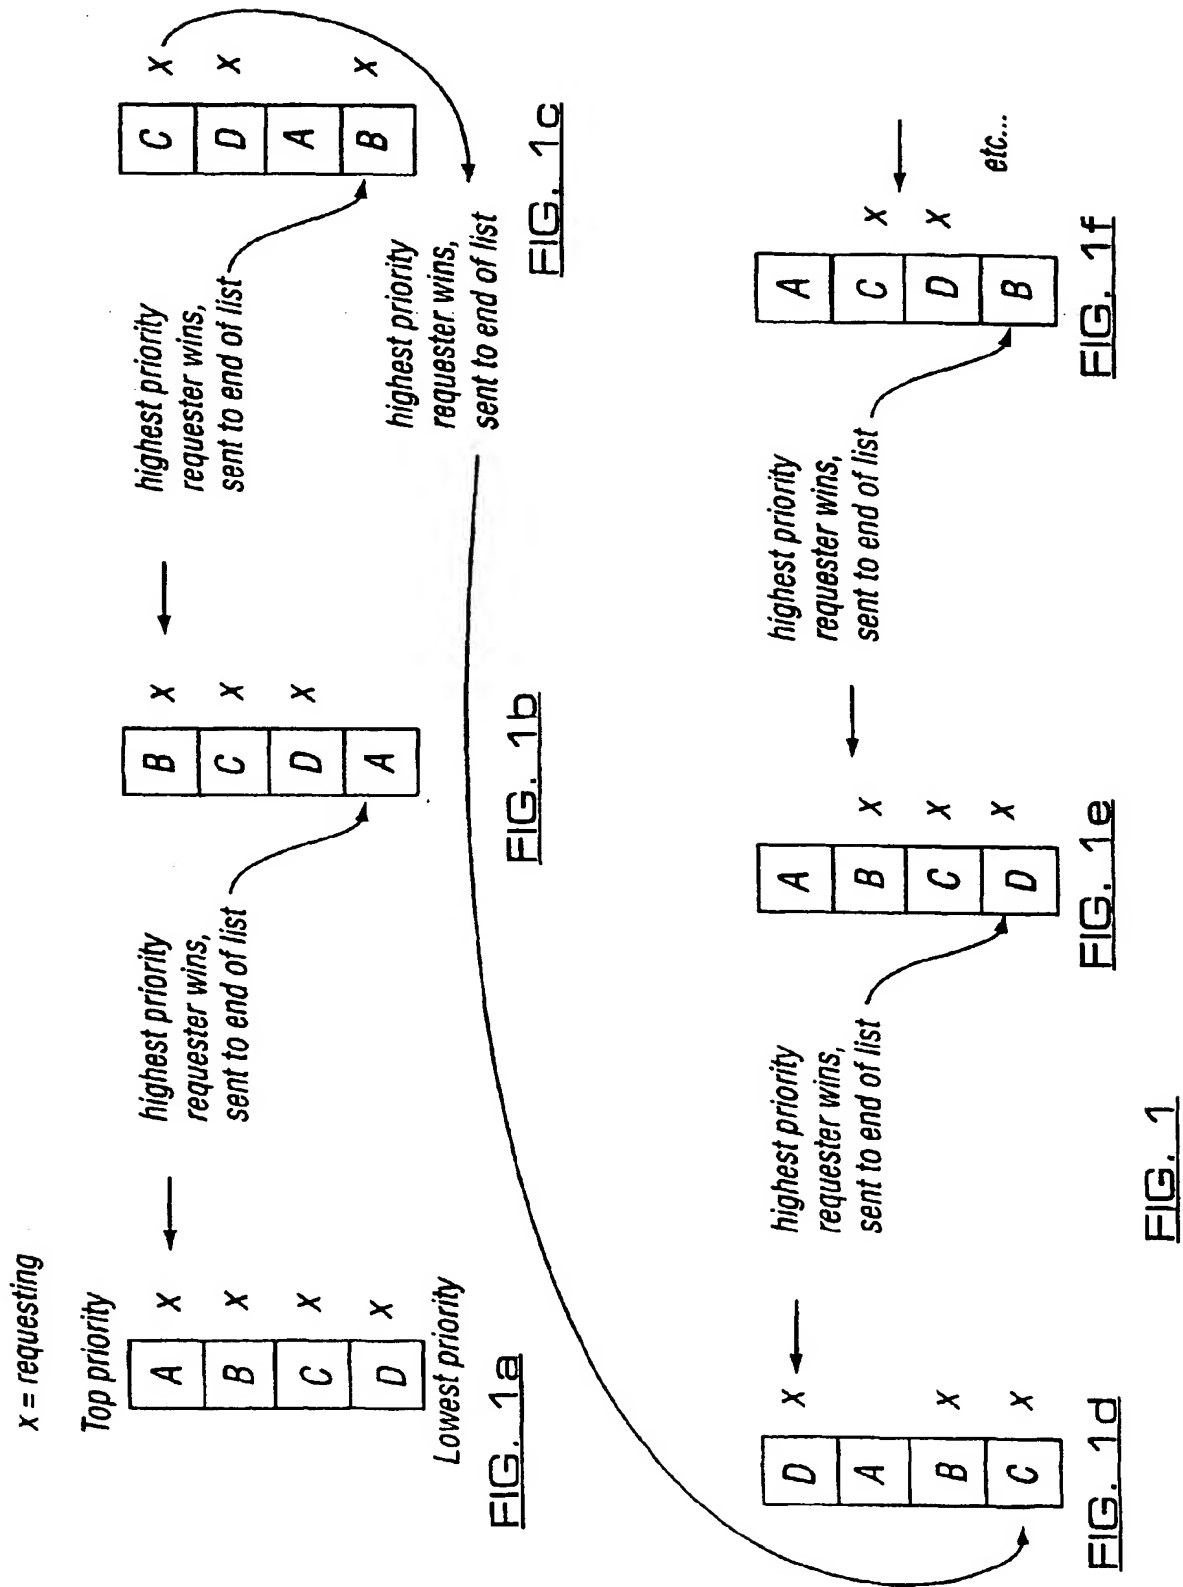 x = requesting
Top priority
A x
B x
C x
D x
Lowest priority
FIG. 1a
highest priority
requester wins,
sent to end of list
B x
C x
D x
A
FIG. 1b
highest priority
requester wins,
sent to end of list
C x
D x
A
B x
FIG. 1c
highest priority
requester wins,
sent to end of list
D x
A
B x
C x
FIG. 1d
highest priority
requester wins,
sent to end of list
A
B x
C x
D x
FIG. 1e
highest priority
requester wins,
sent to end of list
A
C x
D x
B
FIG. 1f
etc...
FIG. 1